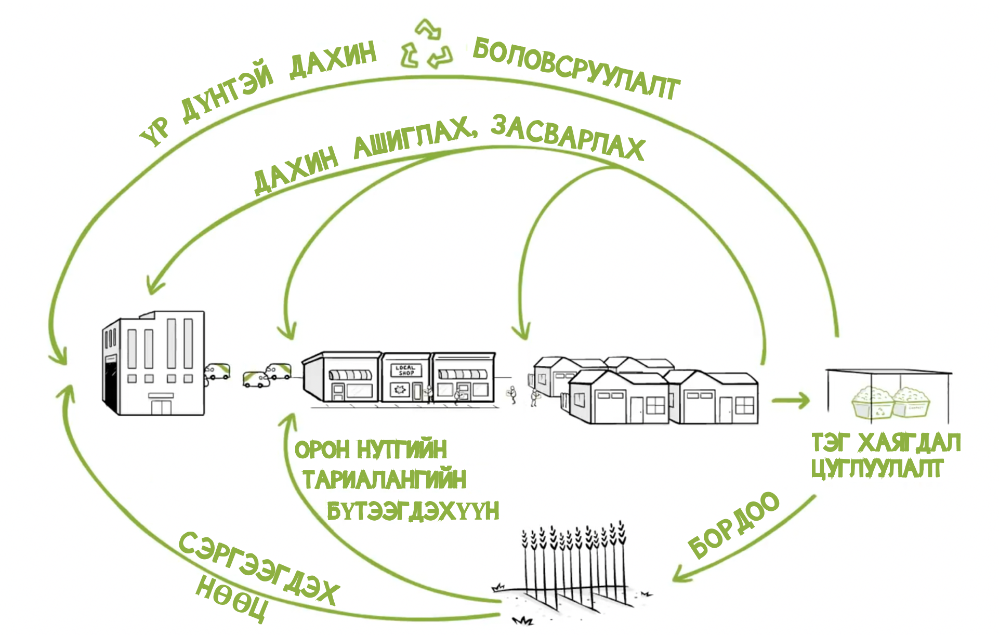 ҮР ДҮНТЭЙ ДАХИН БОЛОВСРУУЛАЛТ
ДАХИН АШИГЛАХ, ЗАСВАРЛАХ
LOCAL
SHOP
COMPOST
ТЭГ ХАЯГДАЛ
ЦУГЛУУЛАЛТ
ОРОН НУТГИЙН
ТАРИАЛАНГИЙН
БҮТЭЭГДЭХҮҮН
БОРДОО
СЭРГЭЭГДЭХ
НӨӨЦ